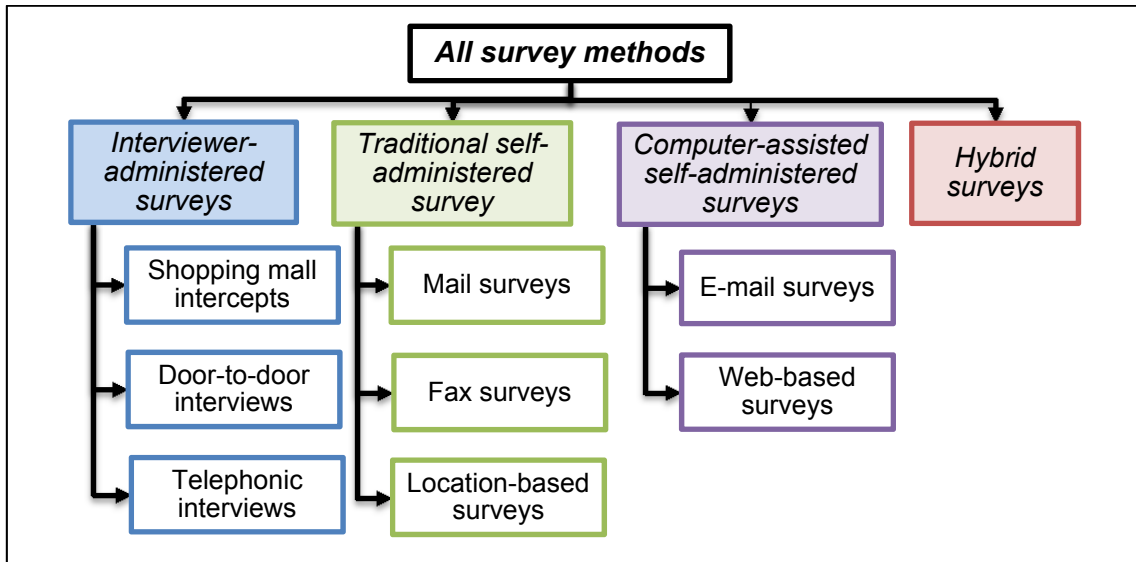 All survey methods
Interviewer-
administered
surveys
Traditional self-
administered
survey
Computer-assisted
self-administered
surveys
Hybrid
surveys
Shopping mall
intercepts
Mail surveys
E-mail surveys
Door-to-door
interviews
Fax surveys
Web-based
surveys
Telephonic
interviews
Location-based
surveys